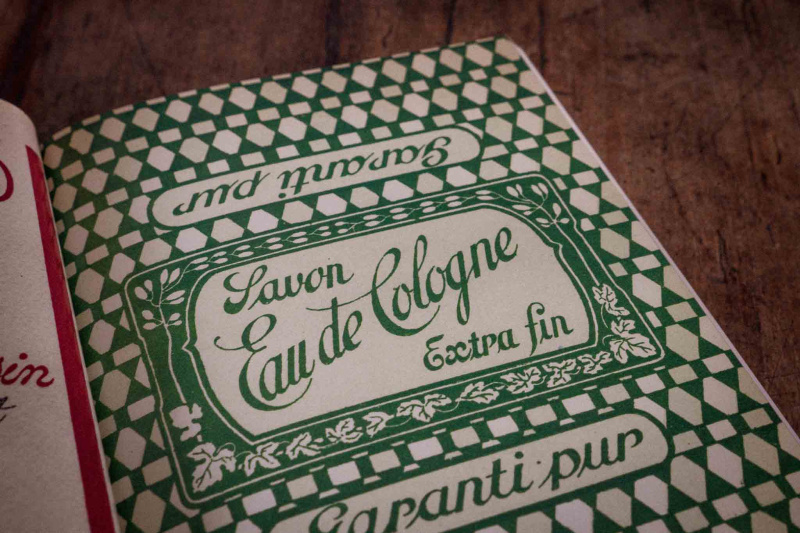 Garanti pur
Savon
Eau de Cologne
Extra fin
Garanti pur